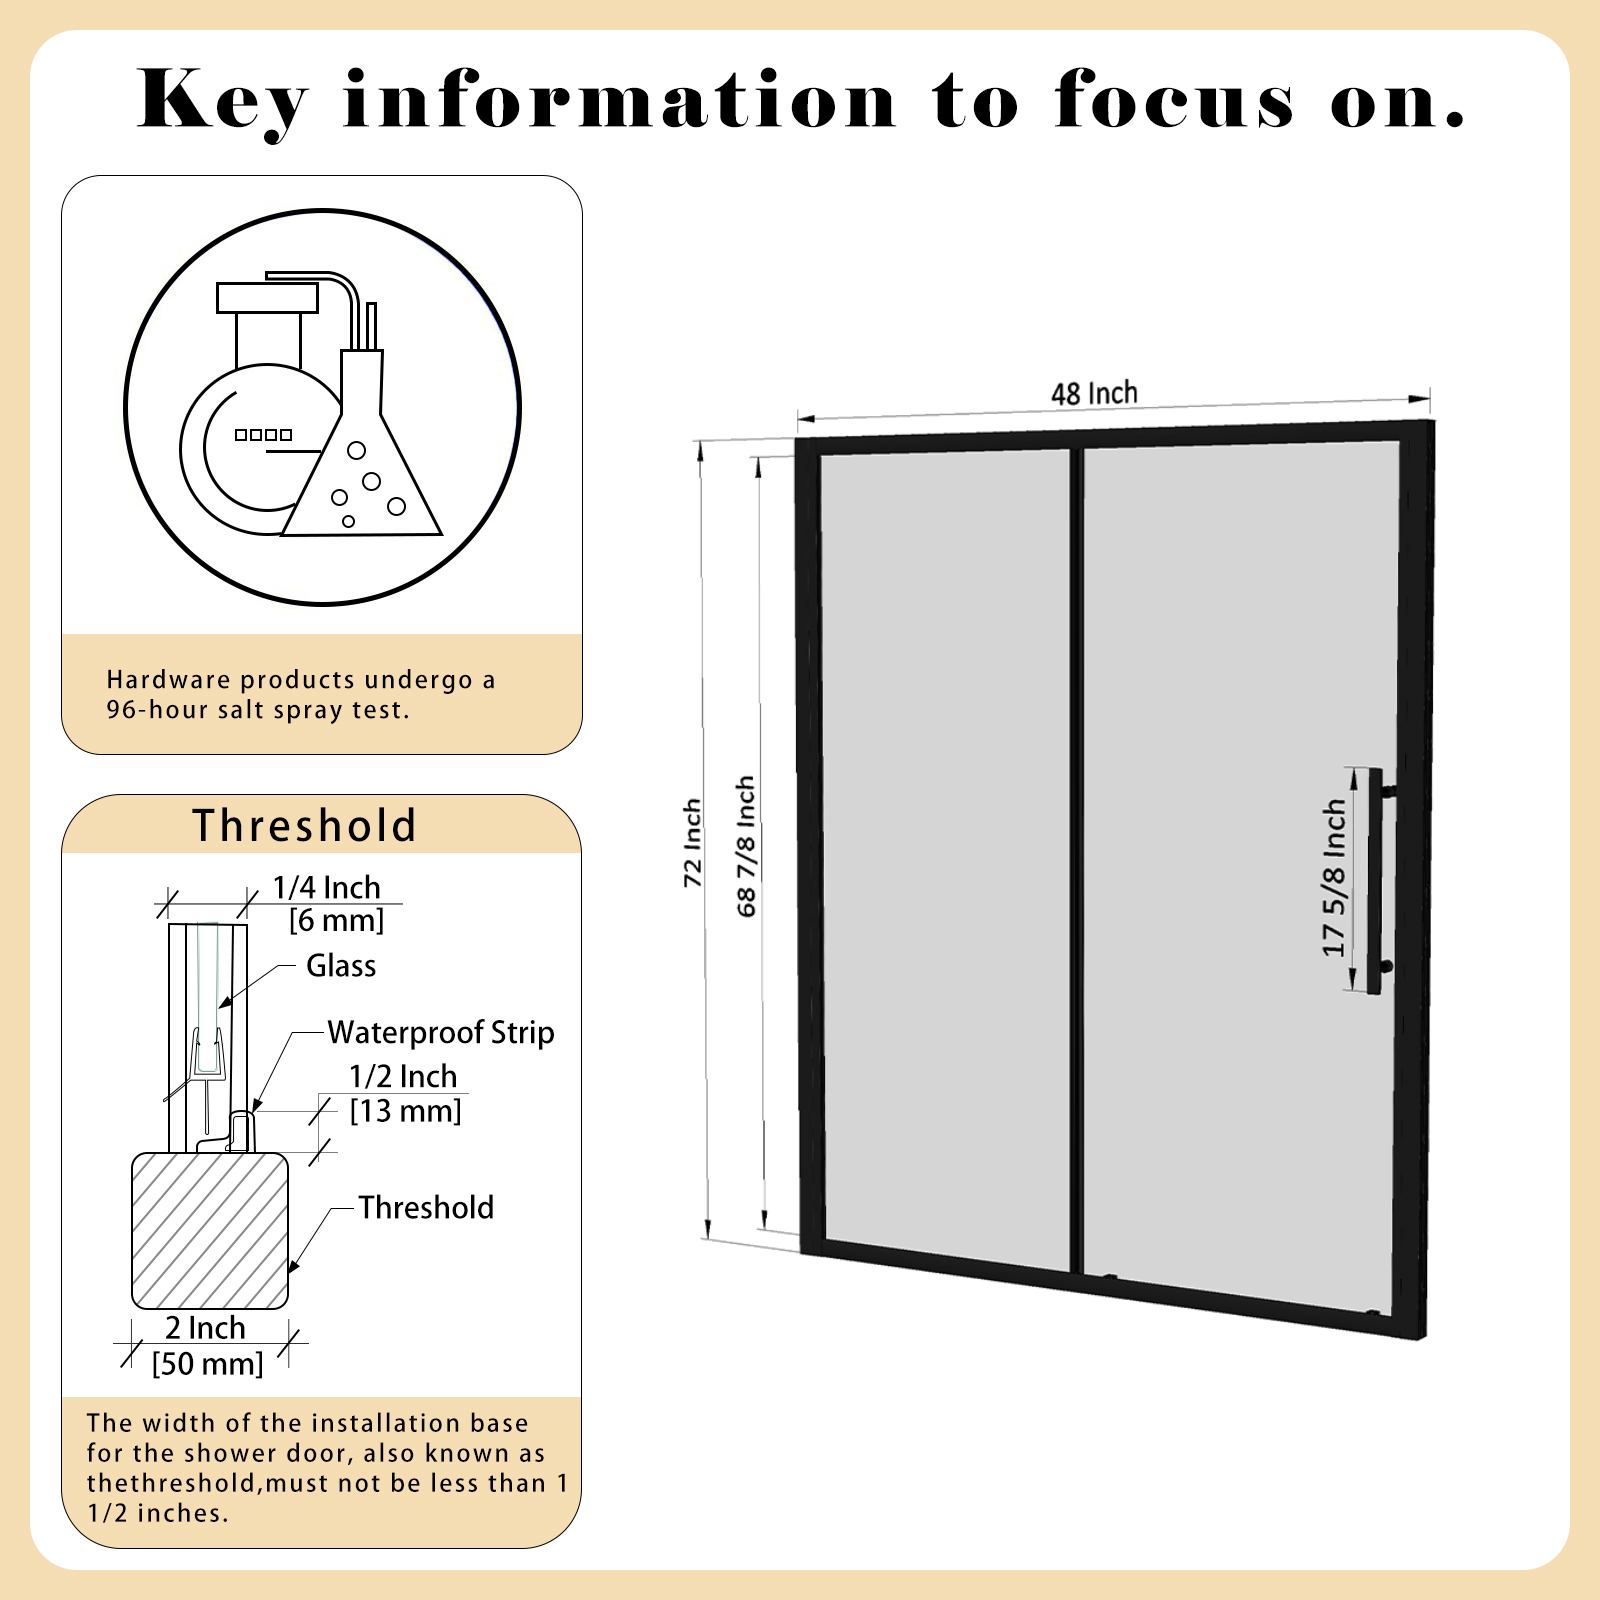 Key information to focus on.
Hardware products undergo a
96-hour salt spray test.
Threshold
1/4 Inch
[6 mm]
Glass
Waterproof Strip
1/2 Inch
[13 mm]
Threshold
2 Inch
[50 mm]
The width of the installation base
for the shower door, also known as
thethreshold,must not be less than 1
1/2 inches.
48 Inch
72 Inch
68 7/8 Inch
17 5/8 Inch